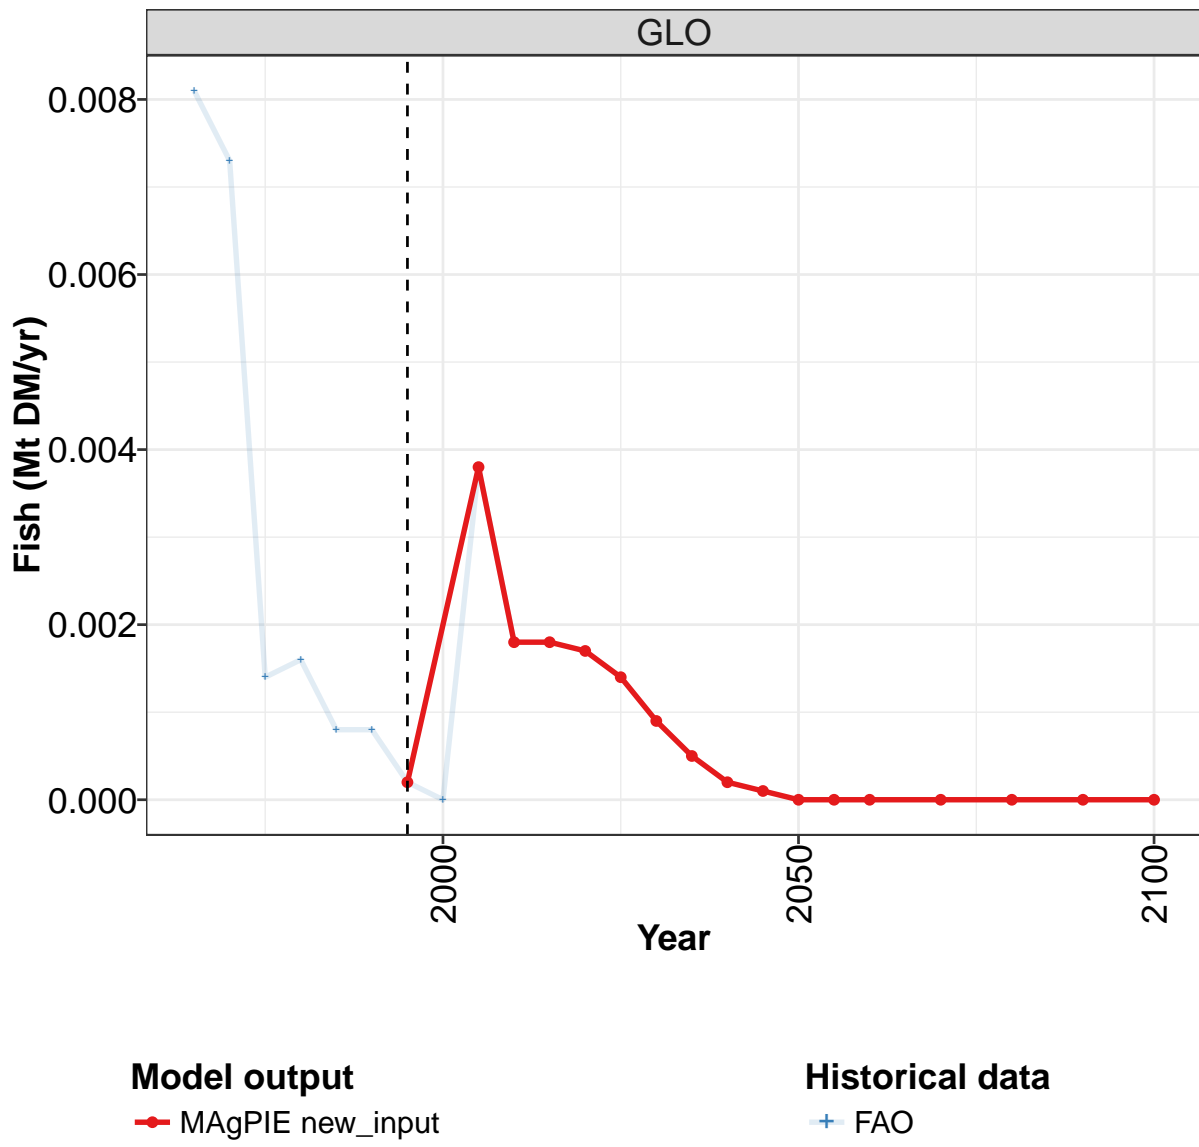 GLO
Fish (Mt DM/yr)
0.008
0.006
0.004
0.002
0.000
2000
2050
2100
Year
Model output
MAgPIE new_input
Historical data
FAO